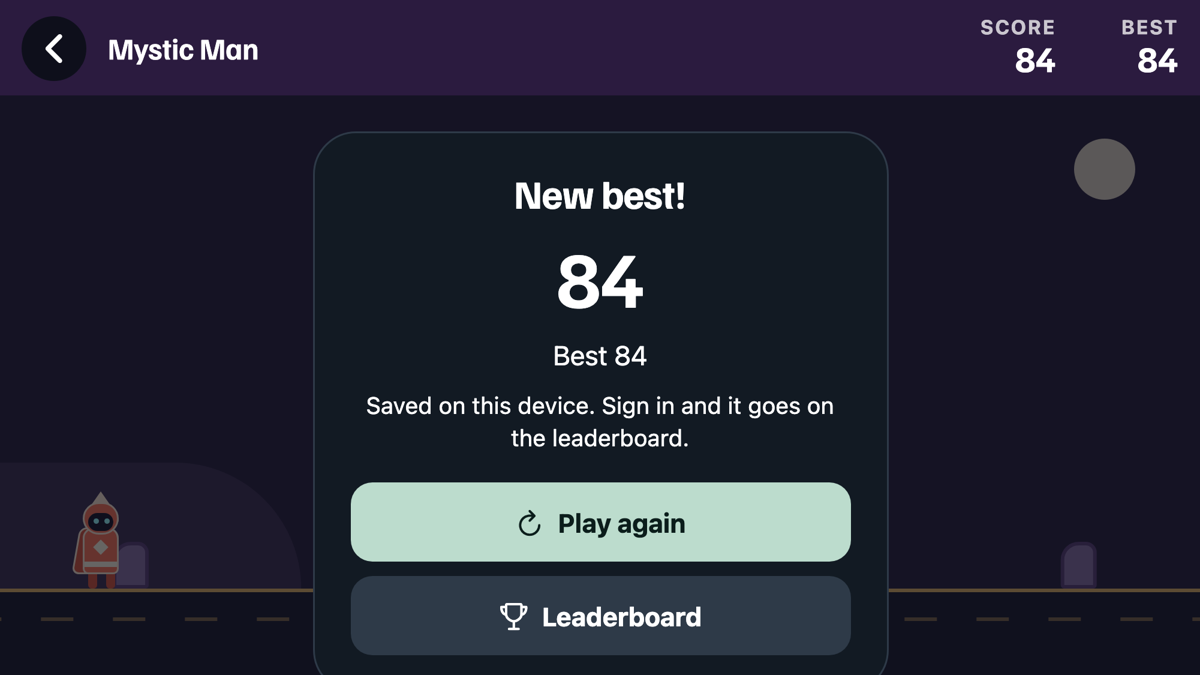 Mystic Man
SCORE
84
BEST
84
New best!
84
Best 84
Saved on this device. Sign in and it goes on
the leaderboard.
Play again
Leaderboard